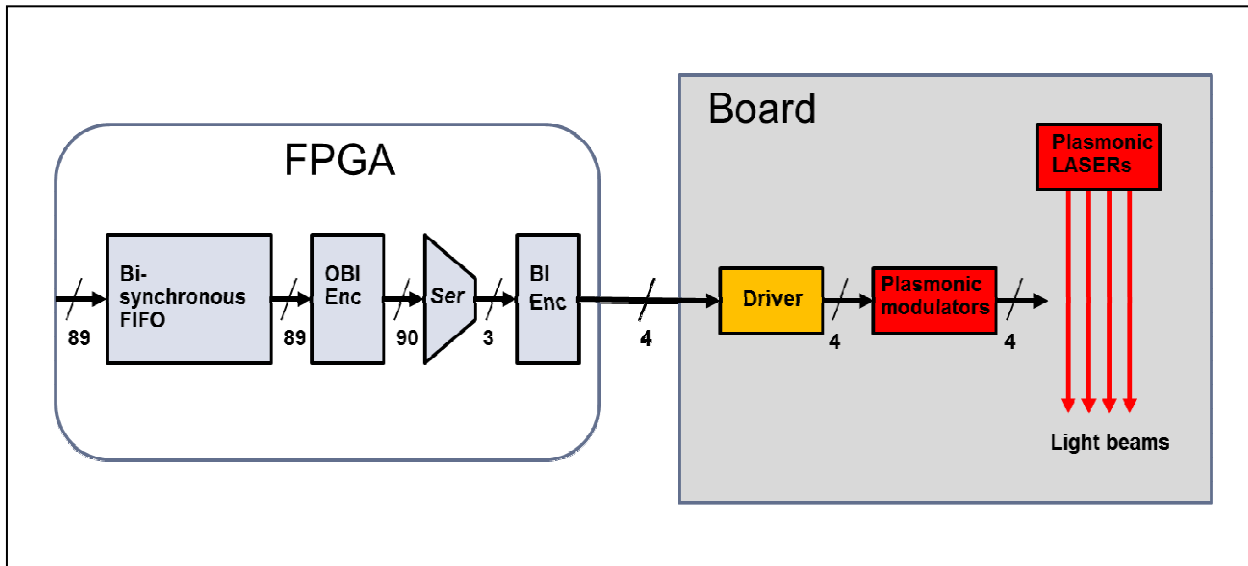 Board
FPGA
Plasmonic
LASERs
Bi-
synchronous
FIFO
OBI
Enc
Ser
BI
Enc
Driver
Plasmonic
modulators
89
89
90
3
4
4
4
Light beams